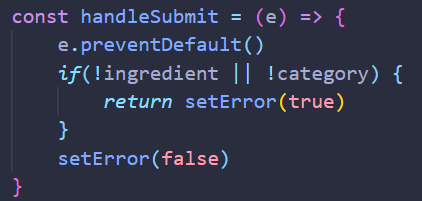 const handleSubmit = (e) => {
    e.preventDefault()
    if(!ingredient || !category) {
        return setError(true)
    }
    setError(false)
}